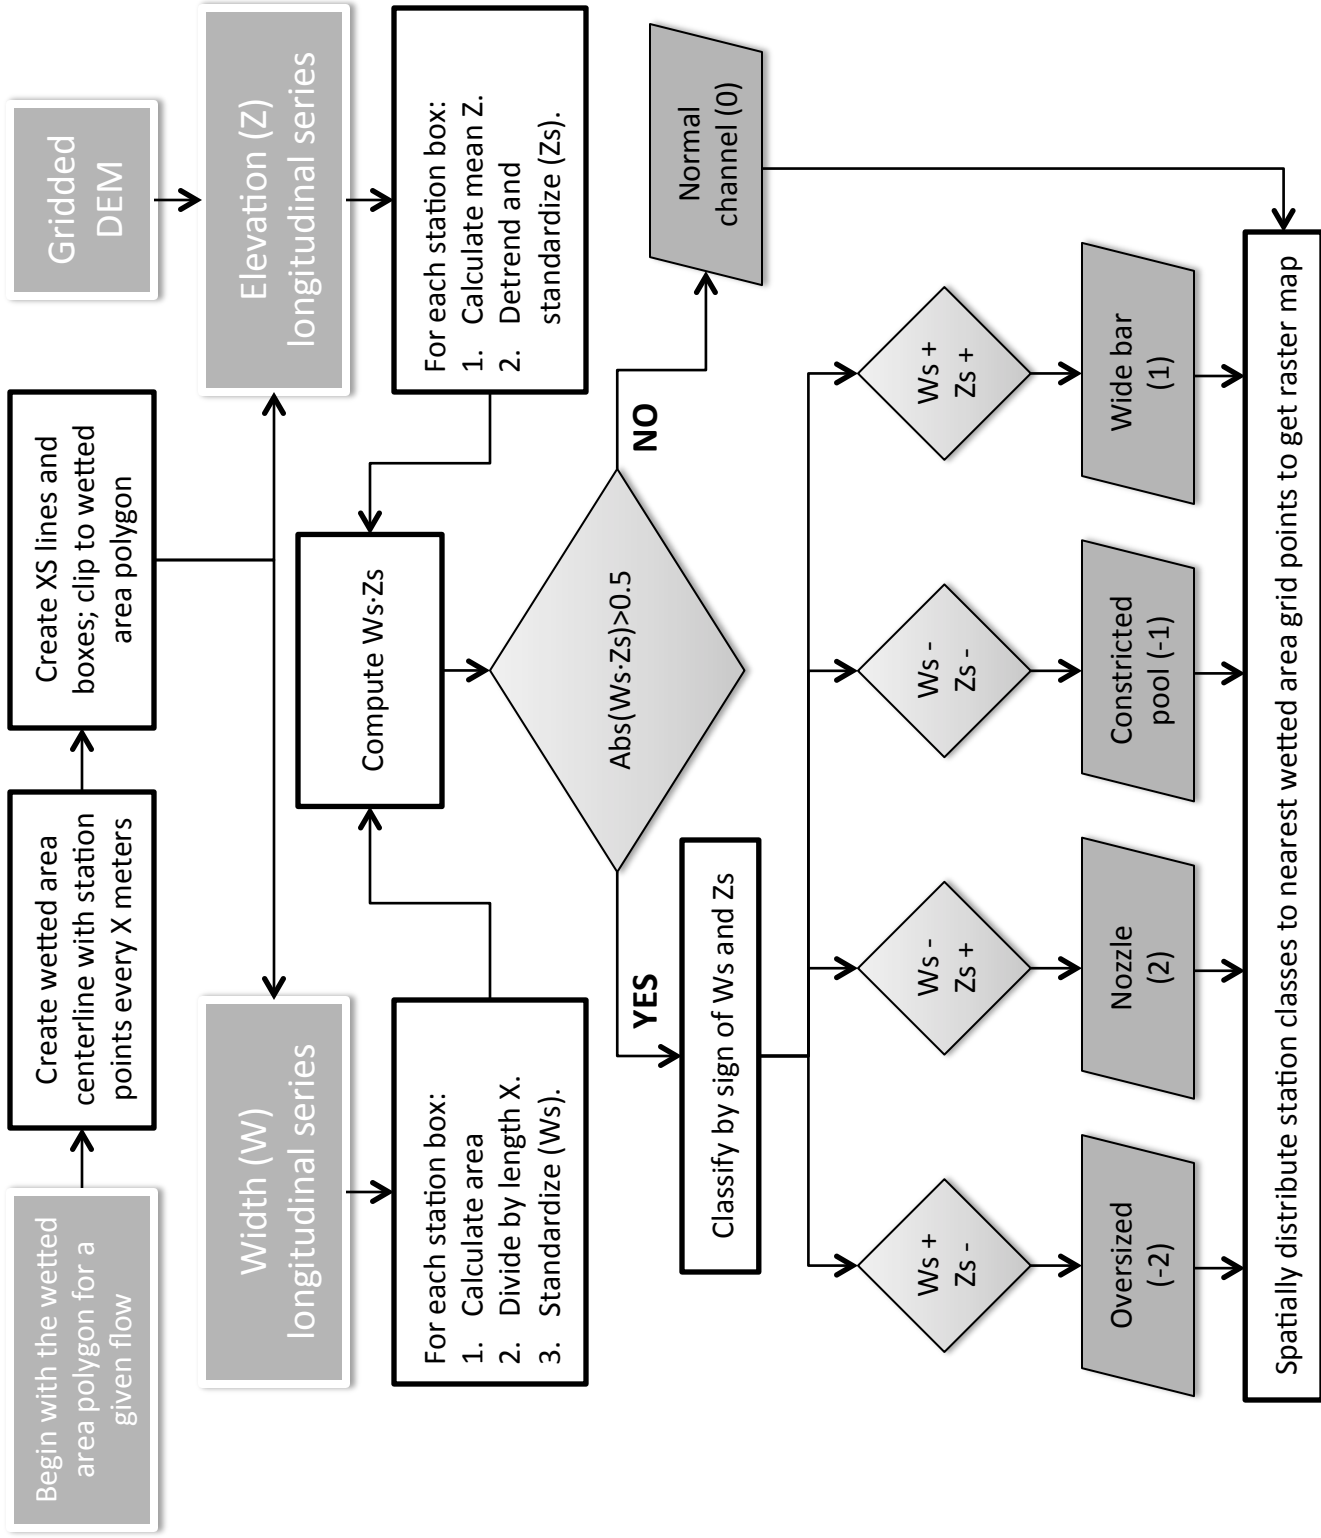 Begin with the wetted
area polygon for a
given flow
Create wetted area
centerline with station
points every X meters
Create XS lines and
boxes; clip to wetted
area polygon
Gridded
DEM
Width (W)
longitudinal series
Elevation (Z)
longitudinal series
For each station box:
1. Calculate area
2. Divide by length X.
3. Standardize (Ws).
Compute Ws·Zs
For each station box:
1. Calculate mean Z.
2. Detrend and
standardize (Zs).
Abs(Ws·Zs)>0.5
YES
NO
Classify by sign of Ws and Zs
Normal
channel (0)
Ws +
Zs -
Ws -
Zs +
Ws -
Zs -
Ws +
Zs +
Oversized
(-2)
Nozzle
(2)
Constricted
pool (-1)
Wide bar
(1)
Spatially distribute station classes to nearest wetted area grid points to get raster map